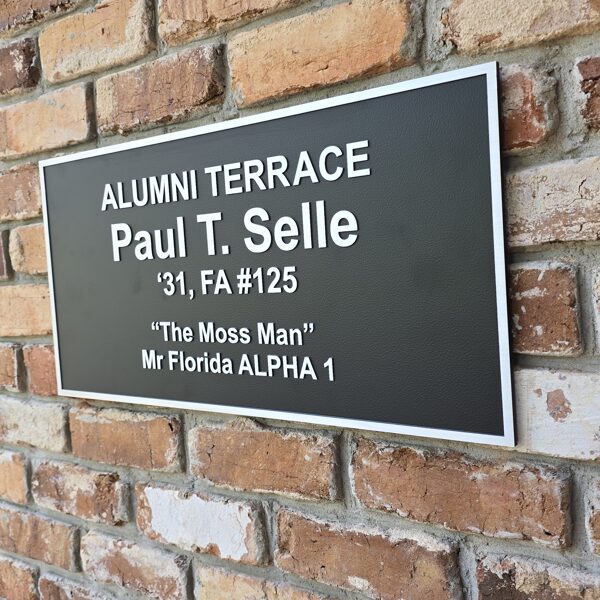 ALUMNI TERRACE
Paul T. Selle
‘31, FA #125
“The Moss Man”
Mr Florida ALPHA 1